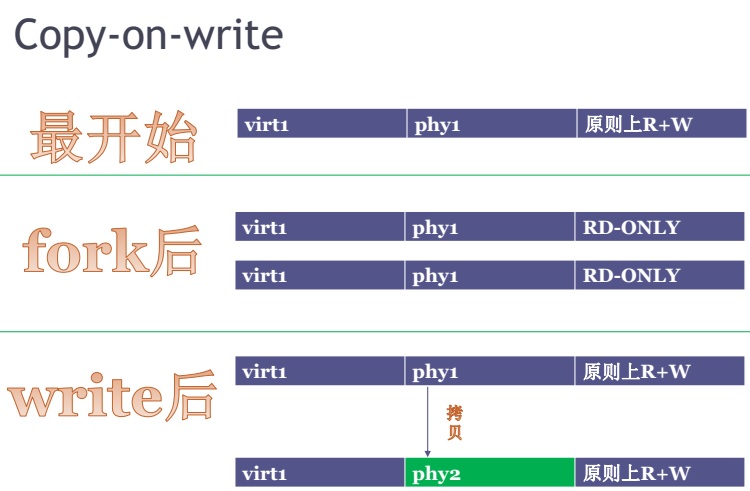 Copy-on-write
最开始 virt1 phy1 原则上R+W
fork后
virt1 phy1 RD-ONLY
virt1 phy1 RD-ONLY
write后
virt1 phy1 原则上R+W
拷
贝
virt1 phy2 原则上R+W